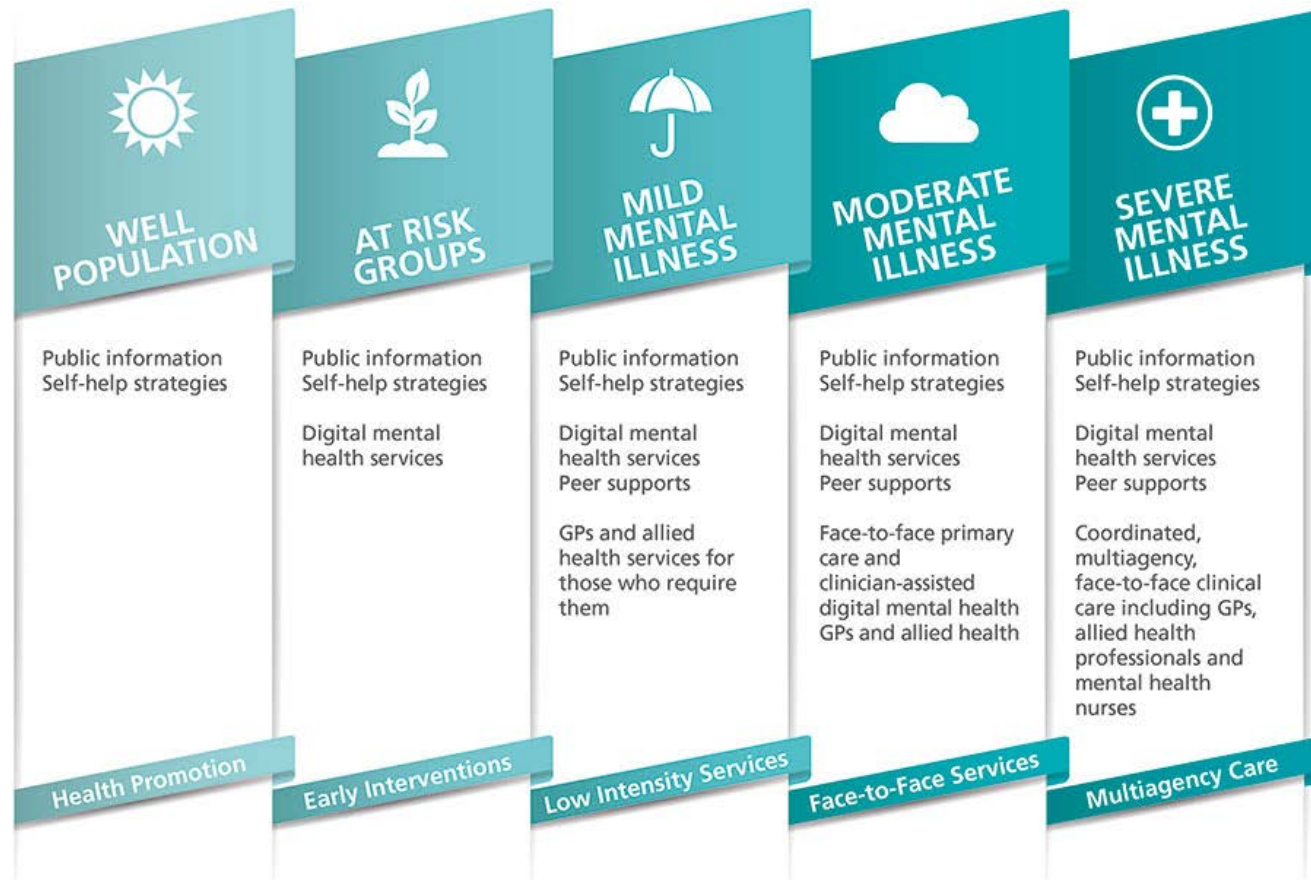 WELL
POPULATION
Public information
Self-help strategies
Health Promotion
AT RISK
GROUPS
Public information
Self-help strategies
Digital mental
health services
Early Interventions
MILD
MENTAL
ILLNESS
Public information
Self-help strategies
Digital mental
health services
Peer supports
GPs and allied
health services for
those who require
them
Low Intensity Services
MODERATE
MENTAL
ILLNESS
Public information
Self-help strategies
Digital mental
health services
Peer supports
Face-to-face primary
care and
clinician-assisted
digital mental health
GPs and allied health
Face-to-Face Services
SEVERE
MENTAL
ILLNESS
Public information
Self-help strategies
Digital mental
health services
Peer supports
Coordinated,
multiagency,
face-to-face clinical
care including GPs,
allied health
professionals and
mental health
nurses
Multiagency Care